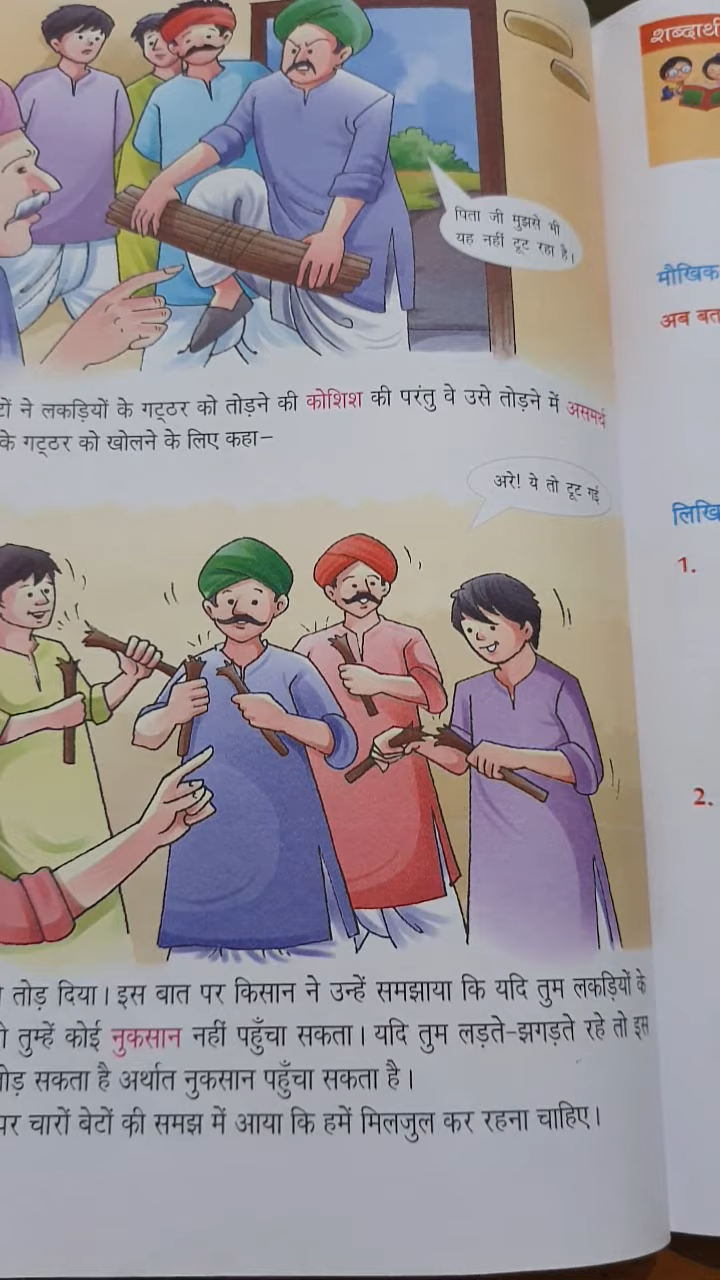 शब्दार्थ
पिता जी मुझसे भी
यह नहीं टूट रहा है।
मौखिक
अब बत
टों ने लकड़ियों के गट्ठर को तोड़ने की कोशिश की परंतु वे उसे तोड़ने में असमर्थ
के गट्ठर को खोलने के लिए कहा–
अरे! ये तो टूट गई
लिखि
1.
2.
तोड़ दिया। इस बात पर किसान ने उन्हें समझाया कि यदि तुम लकड़ियों के
तुम्हें कोई नुकसान नहीं पहुँचा सकता। यदि तुम लड़ते-झगड़ते रहे तो इस
सकता है अर्थात नुकसान पहुँचा सकता है।
पर चारों बेटों की समझ में आया कि हमें मिलजुल कर रहना चाहिए।